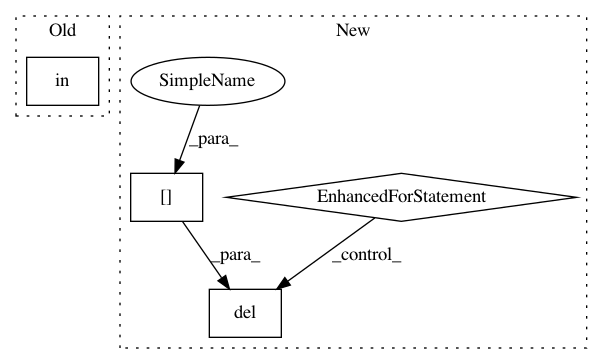 Old
New
in
SimpleName
_para_
[]
EnhancedForStatement
_para_
_control_
del